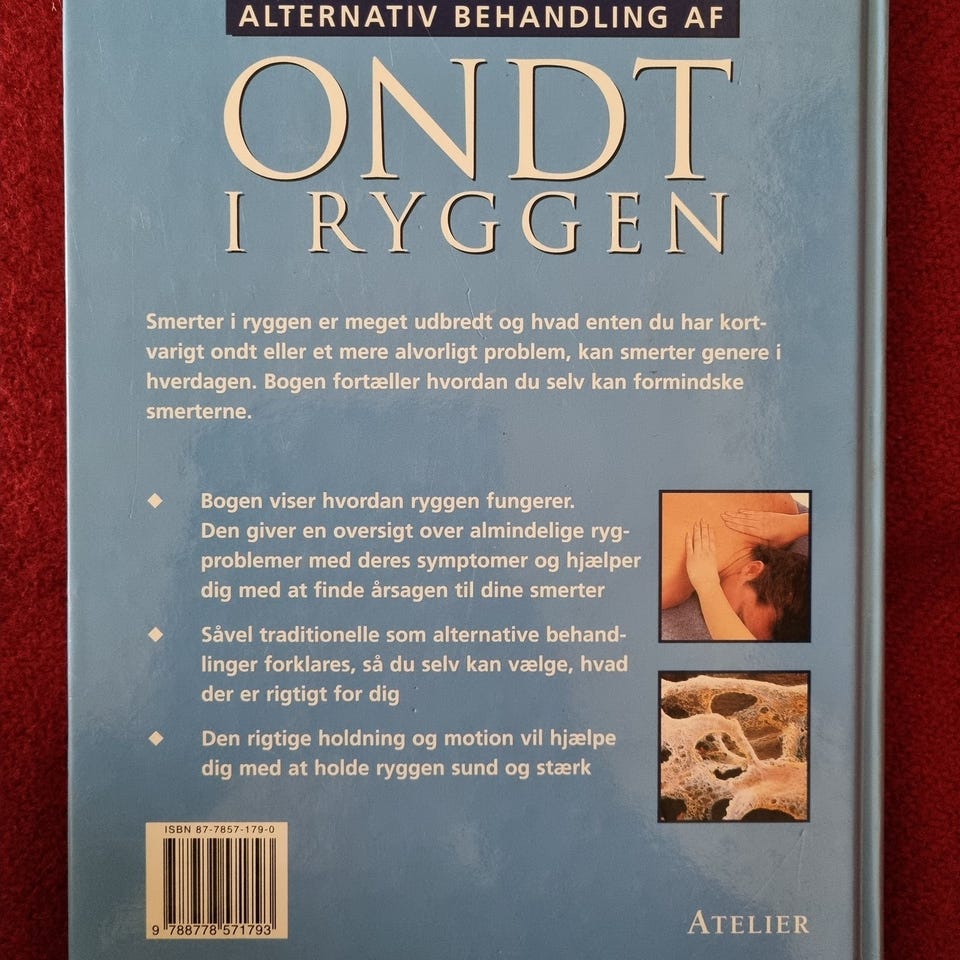 ALTERNATIV BEHANDLING AF
ONDT
I RYGGEN
Smerter i ryggen er meget udbredt og hvad enten du har kort-
varigt ondt eller et mere alvorligt problem, kan smerter genere i
hverdagen. Bogen fortæller hvordan du selv kan formindske
smerterne.
◆ Bogen viser hvordan ryggen fungerer.
Den giver en oversigt over almindelige ryg-
problemer med deres symptomer og hjælper
dig med at finde årsagen til dine smerter
◆ Såvel traditionelle som alternative behand-
linger forklares, så du selv kan vælge, hvad
der er rigtigt for dig
◆ Den rigtige holdning og motion vil hjælpe
dig med at holde ryggen sund og stærk
ISBN 87-7857-179-0
9 788778 571793
ATELIER